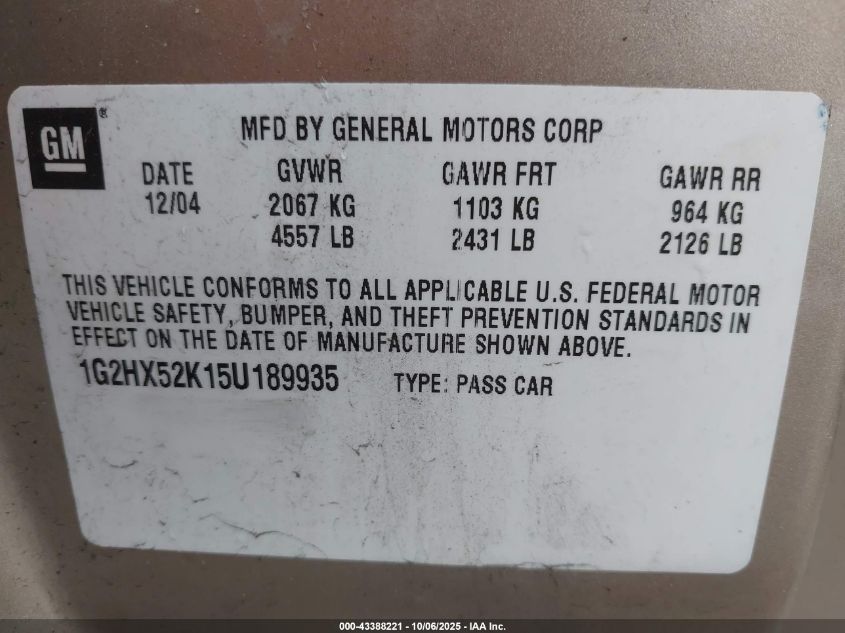 GM ®
MFD BY GENERAL MOTORS CORP
DATE GVWR GAWR FRT GAWR RR
12/04 2067 KG 1103 KG 964 KG
4557 LB 2431 LB 2126 LB
THIS VEHICLE CONFORMS TO ALL APPLICABLE U.S. FEDERAL MOTOR
VEHICLE SAFETY, BUMPER, AND THEFT PREVENTION STANDARDS IN
EFFECT ON THE DATE OF MANUFACTURE SHOWN ABOVE.
1G2HX52K15U189935 TYPE: PASS CAR
000-43388221 - 10/06/2025 - IAA Inc.